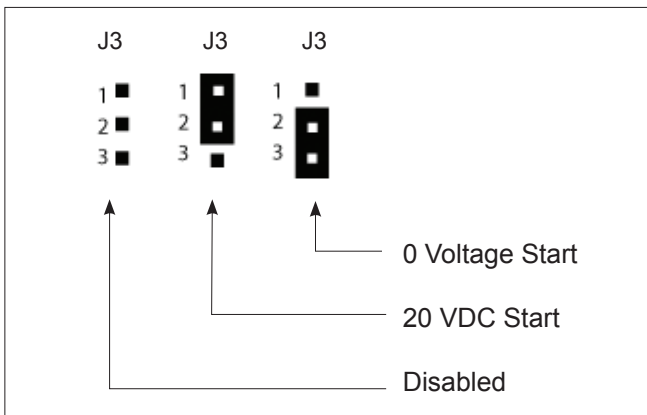 J3 J3 J3
1 1 1
2 2 2
3 3 3
0 Voltage Start
20 VDC Start
Disabled